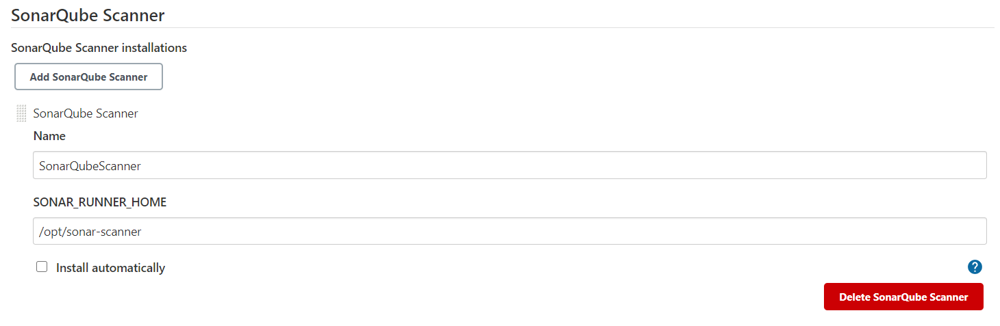 SonarQube Scanner
SonarQube Scanner installations
Add SonarQube Scanner
SonarQube Scanner
Name
SonarQubeScanner
SONAR_RUNNER_HOME
/opt/sonar-scanner
Install automatically
?
Delete SonarQube Scanner